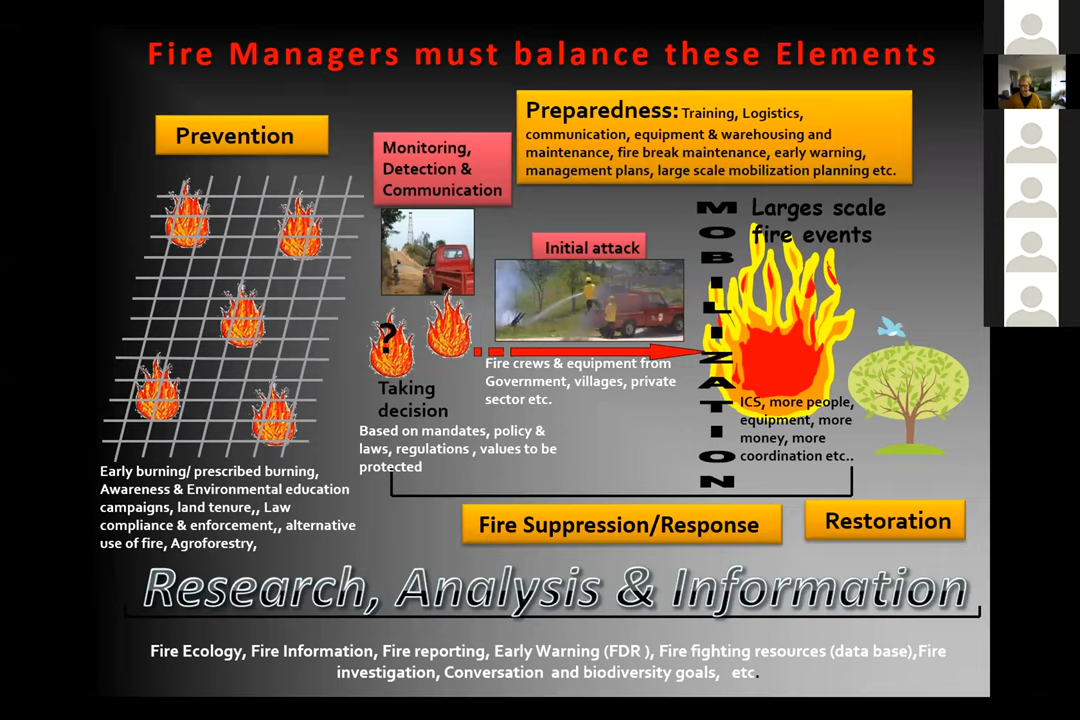 Fire Managers must balance these Elements
Prevention
Monitoring,
Detection &
Communication
Preparedness: Training, Logistics,
communication, equipment & warehousing and
maintenance, fire break maintenance, early warning,
management plans, large scale mobilization planning etc.
Initial attack
MOBILIZATION
Larges scale
fire events
?
Taking
decision
Fire crews & equipment from
Government, villages, private
sector etc.
Based on mandates, policy &
laws, regulations , values to be
protected
ICS, more people,
equipment, more
money, more
coordination etc..
Early burning/ prescribed burning,
Awareness & Environmental education
campaigns, land tenure,, Law
compliance & enforcement,, alternative
use of fire, Agroforestry,
Fire Suppression/Response
Restoration
Research, Analysis & Information
Fire Ecology, Fire Information, Fire reporting, Early Warning (FDR ), Fire fighting resources (data base),Fire
investigation, Conversation and biodiversity goals, etc.